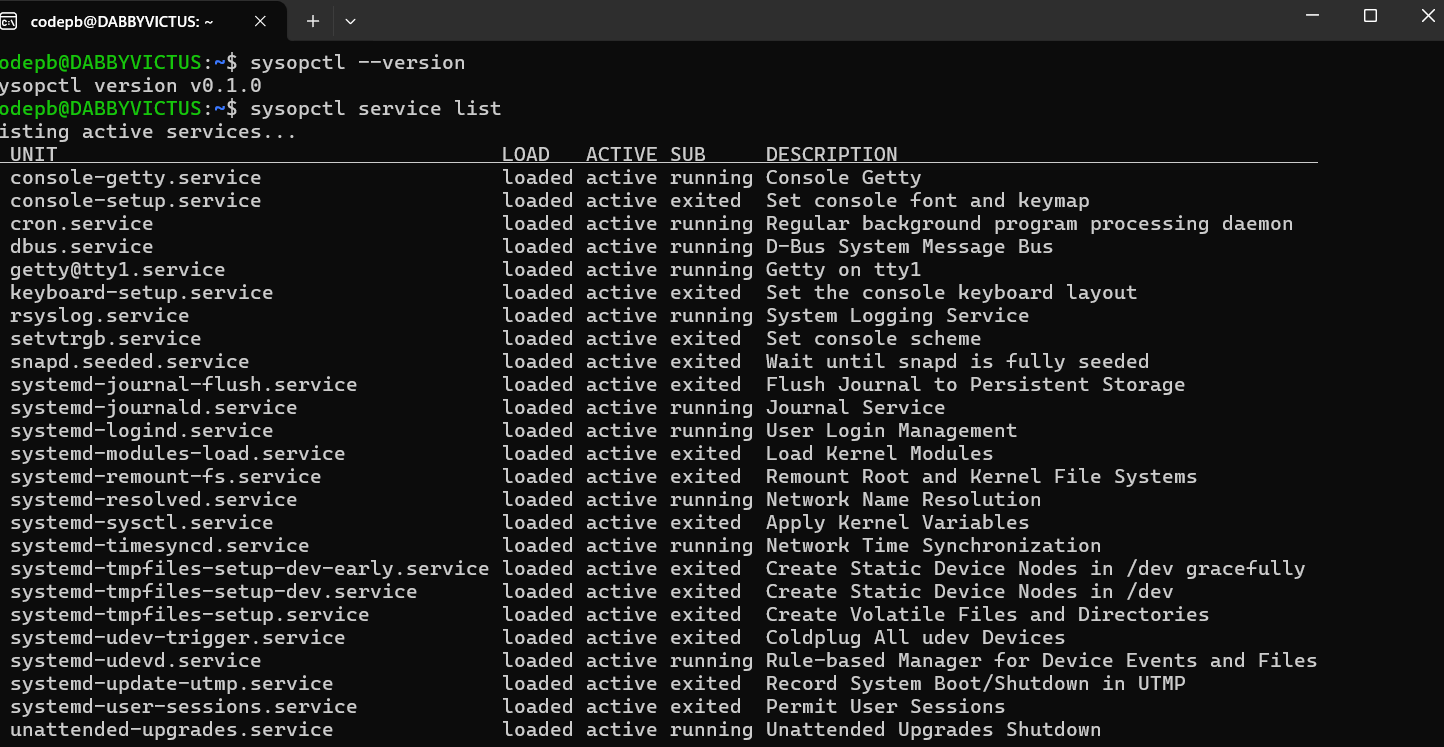 codepb@DABBYVICTUS: ~
odepb@DABBYVICTUS:~$ sysopctl --version
ysopctl version v0.1.0
odepb@DABBYVICTUS:~$ sysopctl service list
isting active services...
UNIT LOAD ACTIVE SUB DESCRIPTION
console-getty.service loaded active running Console Getty
console-setup.service loaded active exited Set console font and keymap
cron.service loaded active running Regular background program processing daemon
dbus.service loaded active running D-Bus System Message Bus
getty@tty1.service loaded active running Getty on tty1
keyboard-setup.service loaded active exited Set the console keyboard layout
rsyslog.service loaded active running System Logging Service
setvtrgb.service loaded active exited Set console scheme
snapd.seeded.service loaded active exited Wait until snapd is fully seeded
systemd-journal-flush.service loaded active exited Flush Journal to Persistent Storage
systemd-journald.service loaded active running Journal Service
systemd-logind.service loaded active running User Login Management
systemd-modules-load.service loaded active exited Load Kernel Modules
systemd-remount-fs.service loaded active exited Remount Root and Kernel File Systems
systemd-resolved.service loaded active running Network Name Resolution
systemd-sysctl.service loaded active exited Apply Kernel Variables
systemd-timesyncd.service loaded active running Network Time Synchronization
systemd-tmpfiles-setup-dev-early.service loaded active exited Create Static Device Nodes in /dev gracefully
systemd-tmpfiles-setup-dev.service loaded active exited Create Static Device Nodes in /dev
systemd-tmpfiles-setup.service loaded active exited Create Volatile Files and Directories
systemd-udev-trigger.service loaded active exited Coldplug All udev Devices
systemd-udevd.service loaded active running Rule-based Manager for Device Events and Files
systemd-update-utmp.service loaded active exited Record System Boot/Shutdown in UTMP
systemd-user-sessions.service loaded active exited Permit User Sessions
unattended-upgrades.service loaded active running Unattended Upgrades Shutdown